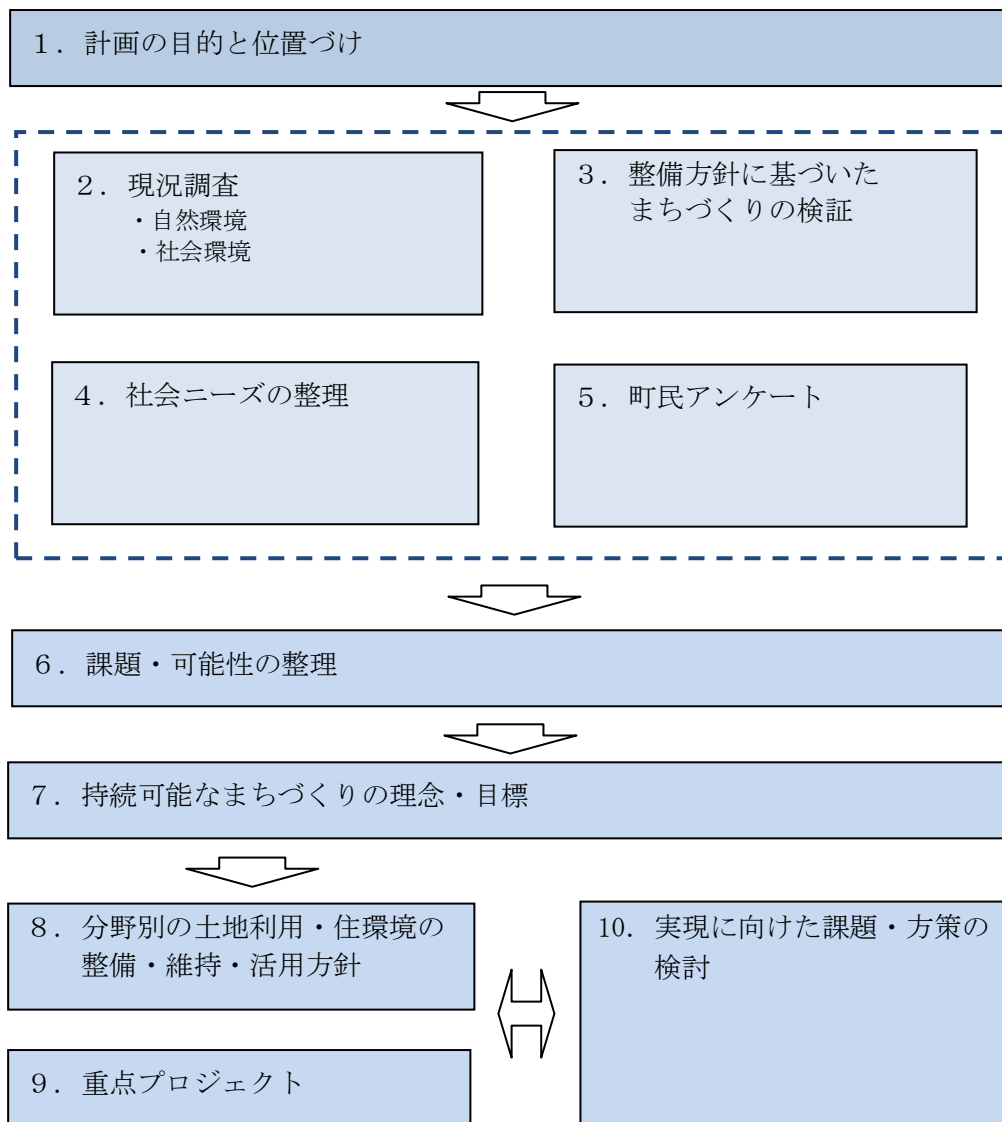 １．計画の目的と位置づけ
２．現況調査
・自然環境
・社会環境
３．整備方針に基づいた
まちづくりの検証
４．社会ニーズの整理
５．町民アンケート
６．課題・可能性の整理
７．持続可能なまちづくりの理念・目標
８．分野別の土地利用・住環境の
整備・維持・活用方針
９．重点プロジェクト
10．実現に向けた課題・方策の
検討